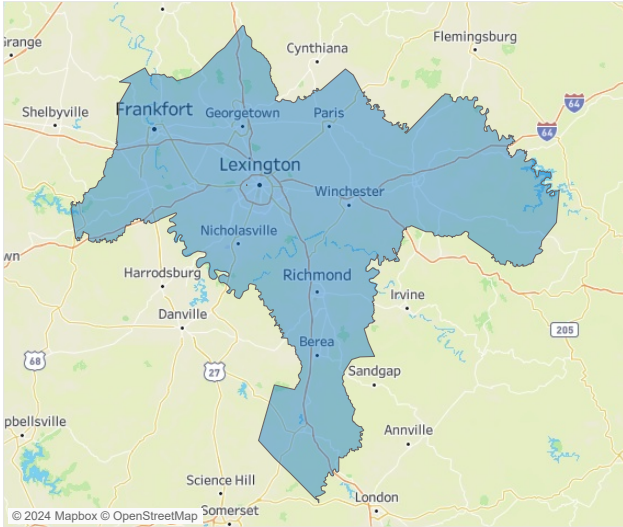 Grange
Cynthiana
Flemingsburg
64
64
Shelbyville
Frankfort
Georgetown
Paris
Lexington
Winchester
Nicholasville
wn
Harrodsburg
Richmond
Irvine
Danville
205
Berea
68
27
Sandgap
pbellsville
Annville
Science Hill
London
Somerset
© 2024 Mapbox © OpenStreetMap